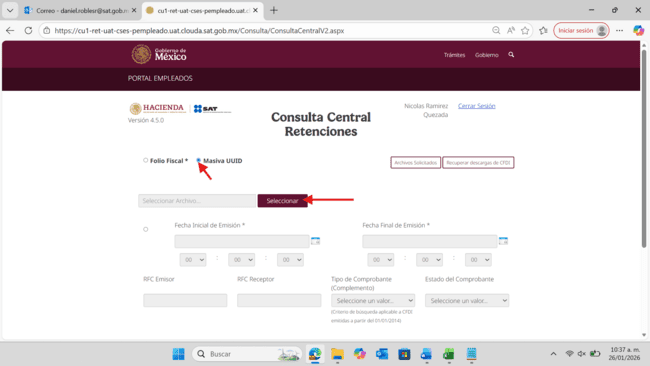 Correo - daniel.roblesr@sat.gob.m
cu1-ret-uat-cses-pempleado.uat.
https://cu1-ret-uat-cses-pempleado.uat.clouda.sat.gob.mx/Consulta/ConsultaCentralV2.aspx
Iniciar sesión
Gobierno de
México
Trámites
Gobierno
PORTAL EMPLEADOS
HACIENDA
SAT
Versión 4.5.0
Consulta Central
Retenciones
Nicolas Ramirez
Quezada
Cerrar Sesión
Folio Fiscal *
Masiva UUID
Archivos Solicitados
Recuperar descargas de CFDI
Seleccionar Archivo...
Seleccionar
Fecha Inicial de Emisión *
Fecha Final de Emisión *
00 : 00 : 00
00 : 00 : 00
RFC Emisor
RFC Receptor
Tipo de Comprobante
(Complemento)
Estado del Comprobante
Seleccione un valor...
Seleccione un valor...
(Criterio de búsqueda aplicable a CFDI
emitidas a partir del 01/01/2014)
Buscar
10:37 a. m.
26/01/2026